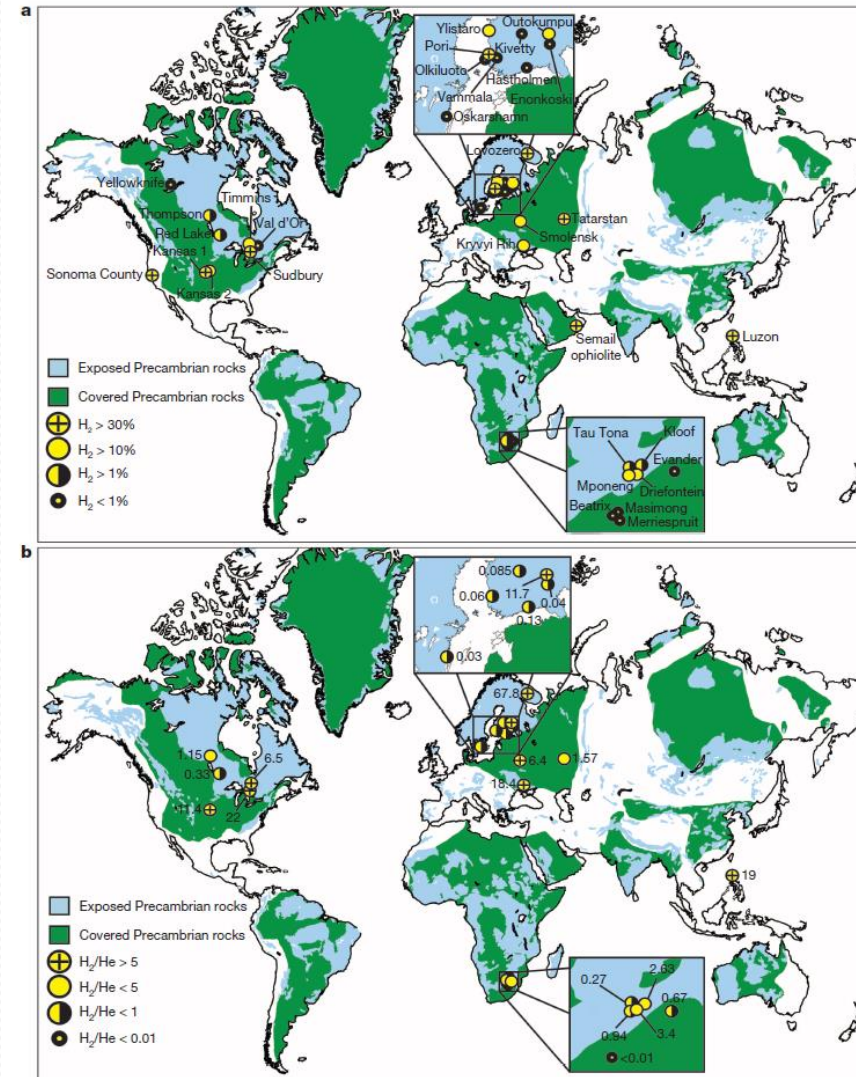 a
Ylistaro
Outokumpu
Pori
Kivetty
Olkiluoto
Hastholmen
Vammala
Enonkoski
Oskarshamn
Lovozero
Yellowknife
Timmins
Thompson
Val d'Or
Red Lake
Kansas 1
Tatarstan
Smolensk
Kryvyi Rih
Sonoma County
Sudbury
Kansas 2
Semail
ophiolite
Luzon
Exposed Precambrian rocks
Covered Precambrian rocks
H₂ > 30%
H₂ > 10%
H₂ > 1%
H₂ < 1%
Tau Tona
Kloof
Evander
Mponeng
Driefontein
Beatrix
Masimong
Merriespruit
b
0.085
0.06
11.7
0.04
0.13
0.03
67.8
1.15
6.5
0.33
6.4
1.57
18.4
22
19
Exposed Precambrian rocks
Covered Precambrian rocks
H₂/He > 5
H₂/He < 5
H₂/He < 1
H₂/He < 0.01
0.27
2.63
0.67
0.94
3.4
<0.01